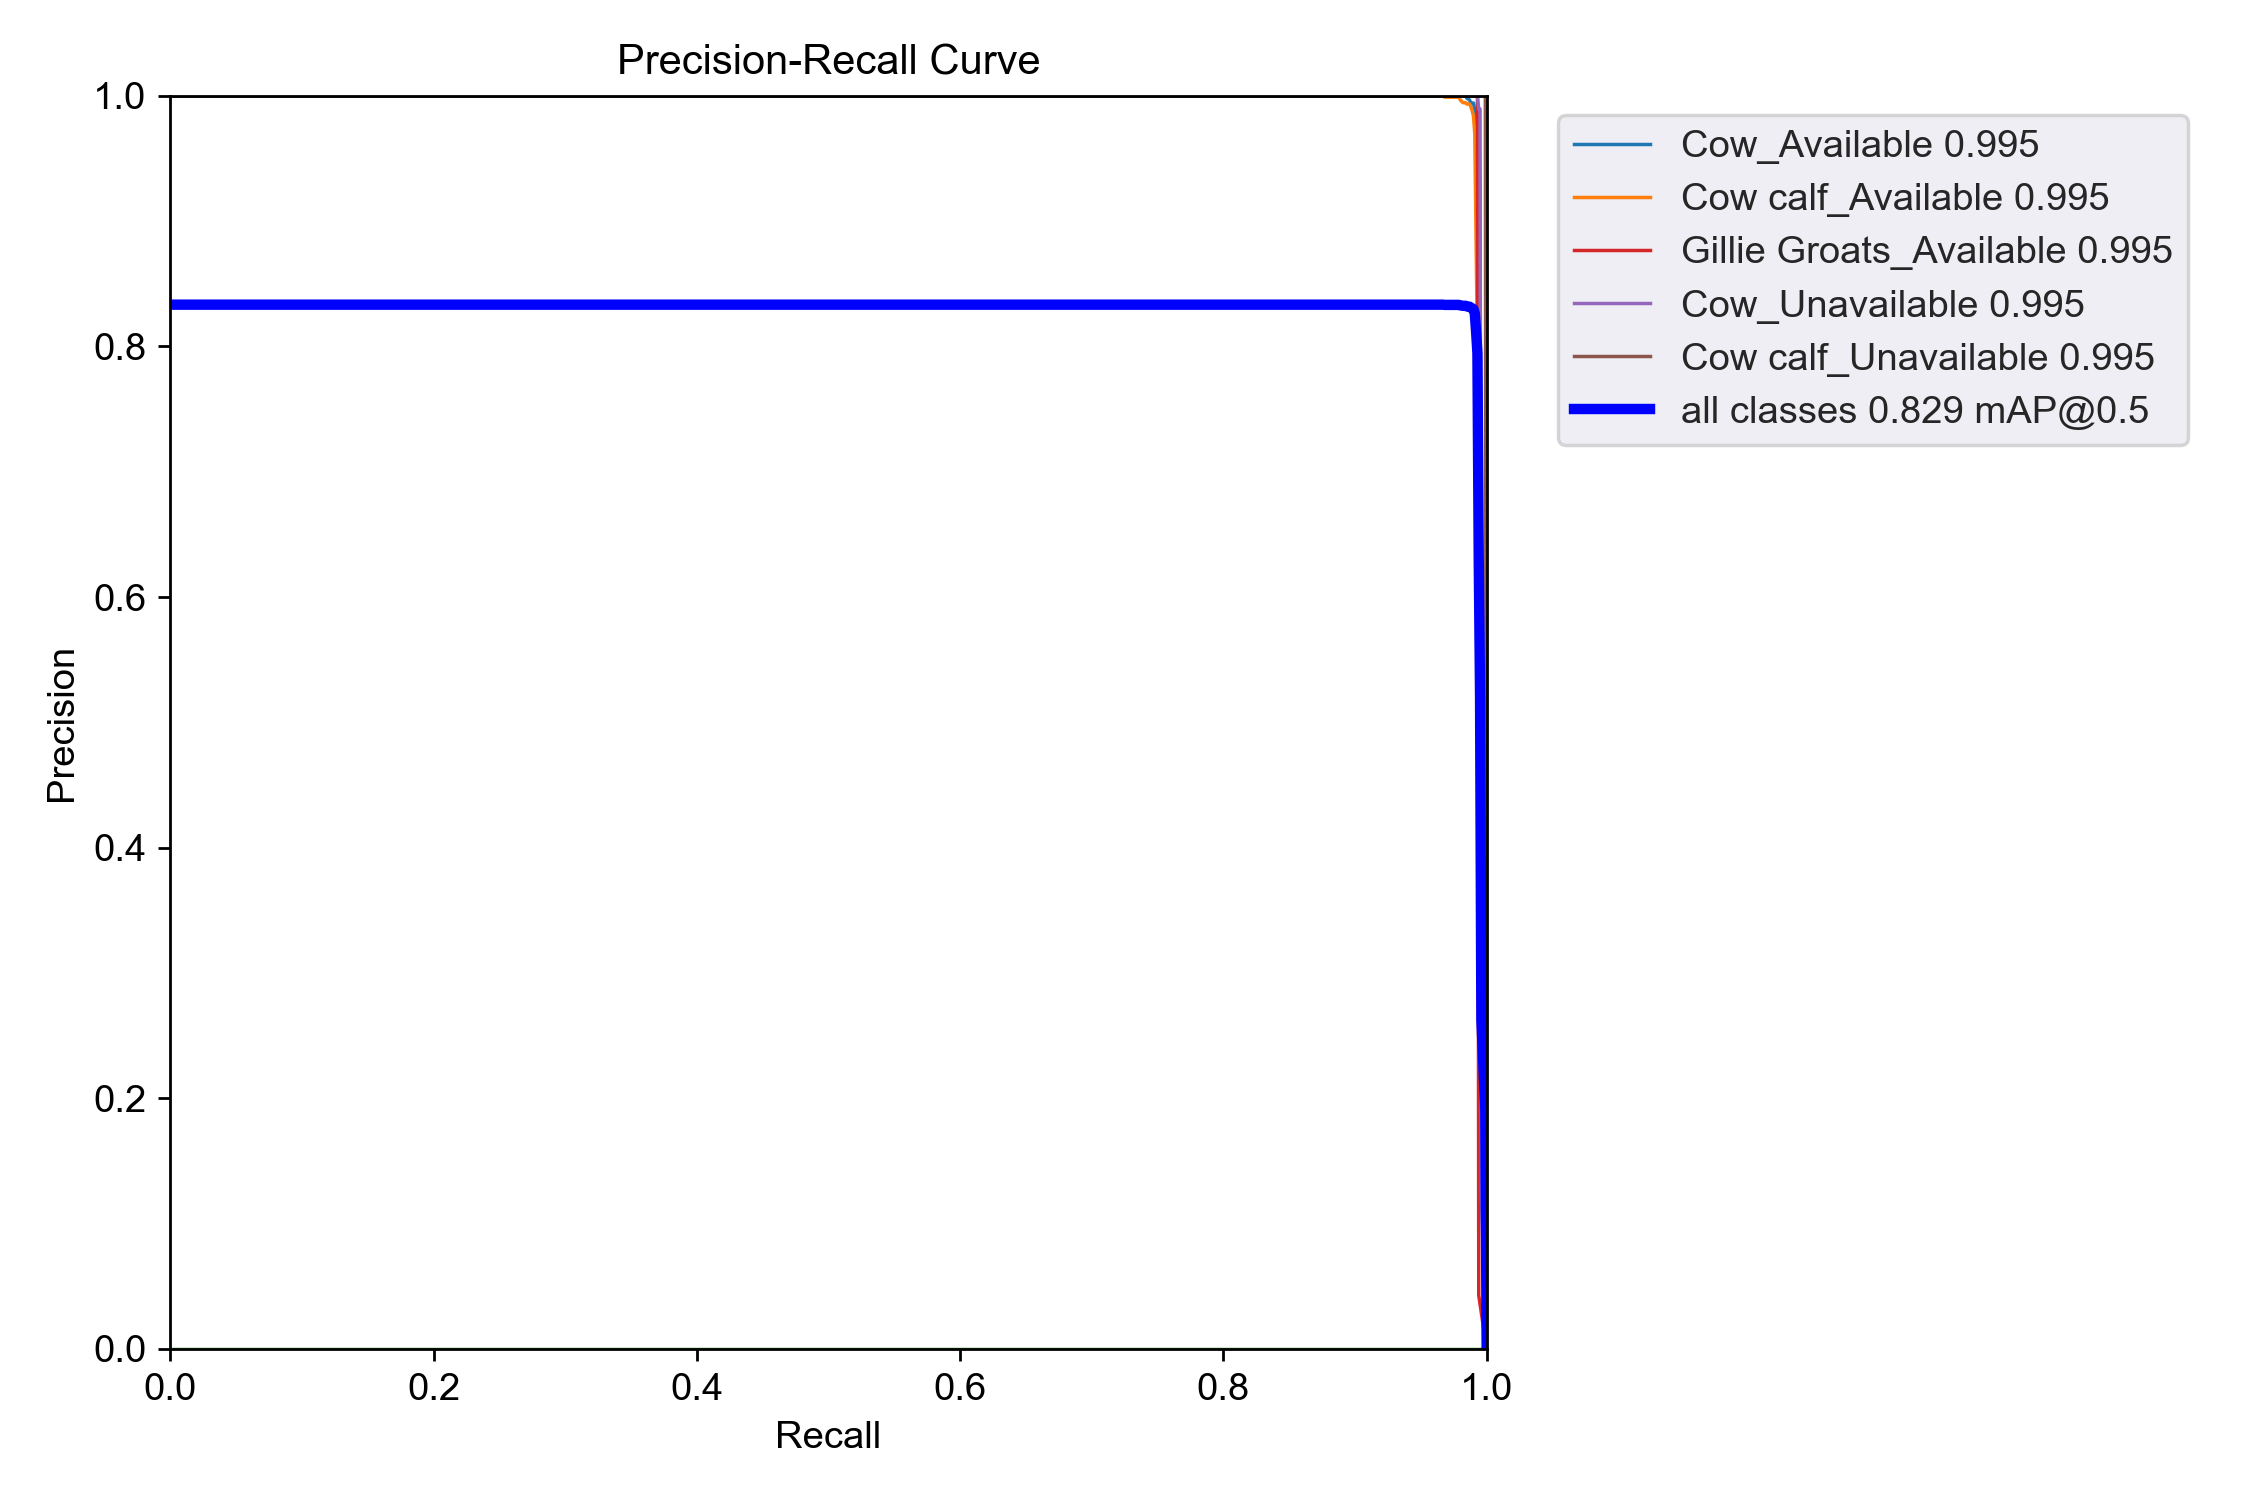 Precision-Recall Curve
1.0
0.8
0.6
0.4
0.2
0.0
Precision
0.0 0.2 0.4 0.6 0.8 1.0
Recall
Cow_Available 0.995
Cow calf_Available 0.995
Gillie Groats_Available 0.995
Cow_Unavailable 0.995
Cow calf_Unavailable 0.995
all classes 0.829 mAP@0.5